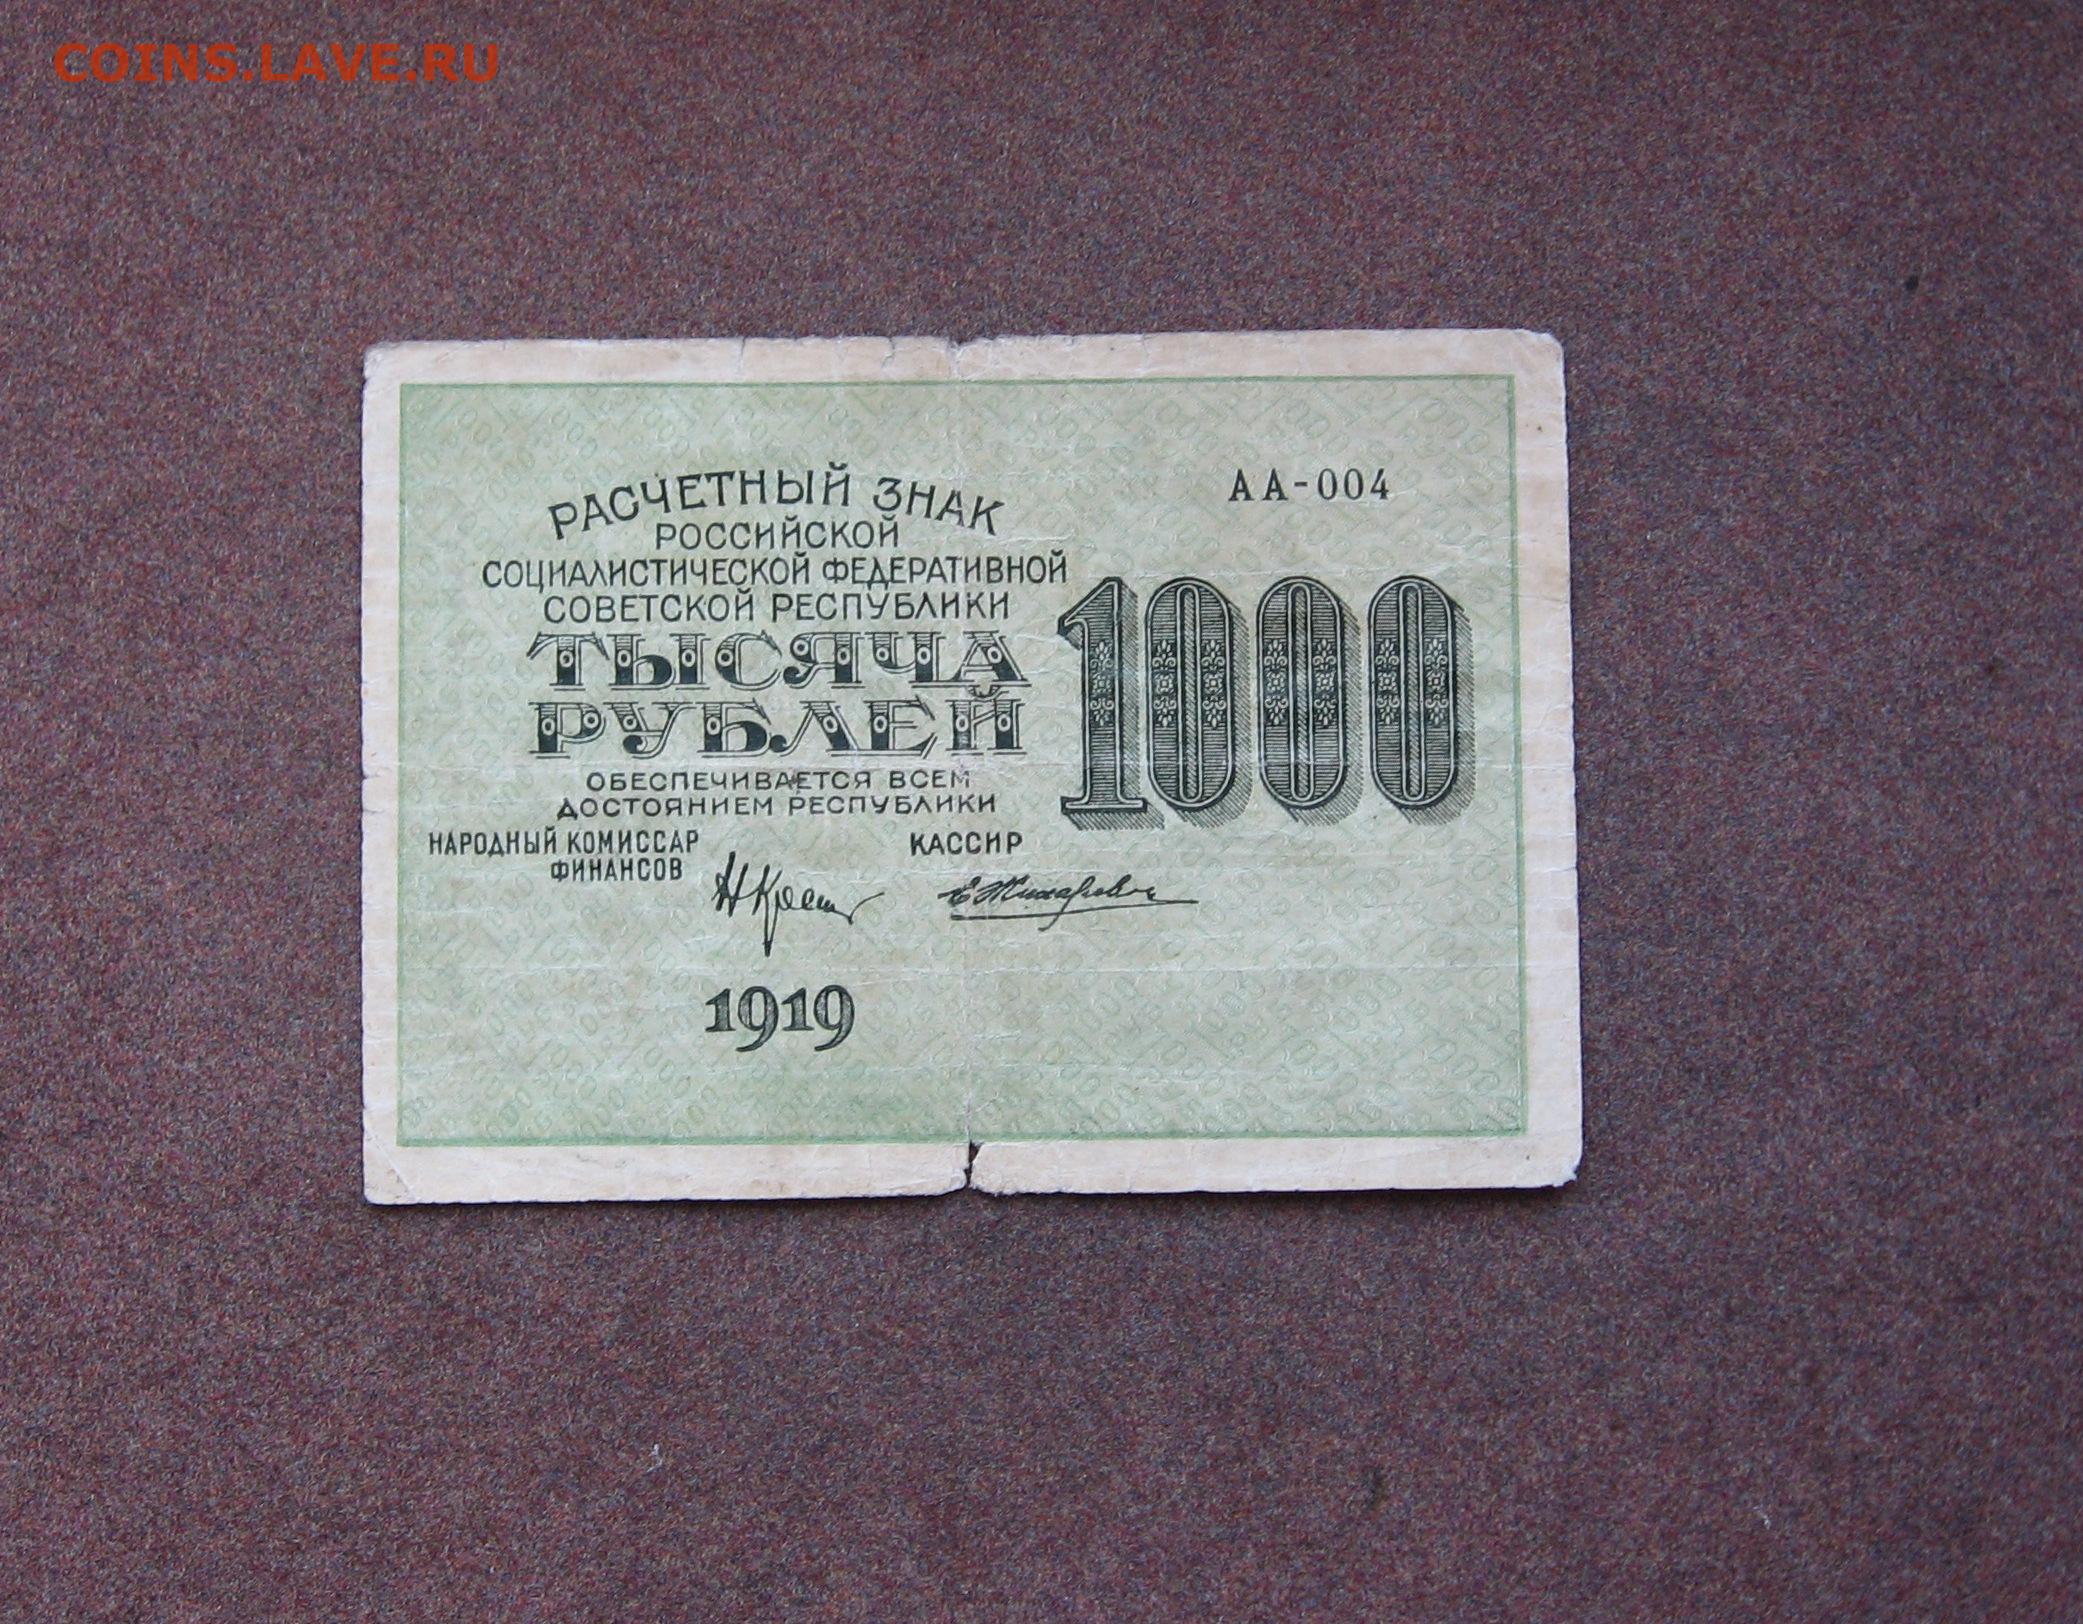 COINS.LAVE.RU
РАСЧЕТНЫЙ ЗНАК
РОССИЙСКОЙ
СОЦИАЛИСТИЧЕСКОЙ ФЕДЕРАТИВНОЙ
СОВЕТСКОЙ РЕСПУБЛИКИ
ТЫСЯЧА
РУБЛЕЙ
ОБЕСПЕЧИВАЕТСЯ ВСЕМ
ДОСТОЯНИЕМ РЕСПУБЛИКИ
НАРОДНЫЙ КОМИССАР
ФИНАНСОВ
КАССИР
1919
АА-004
1000